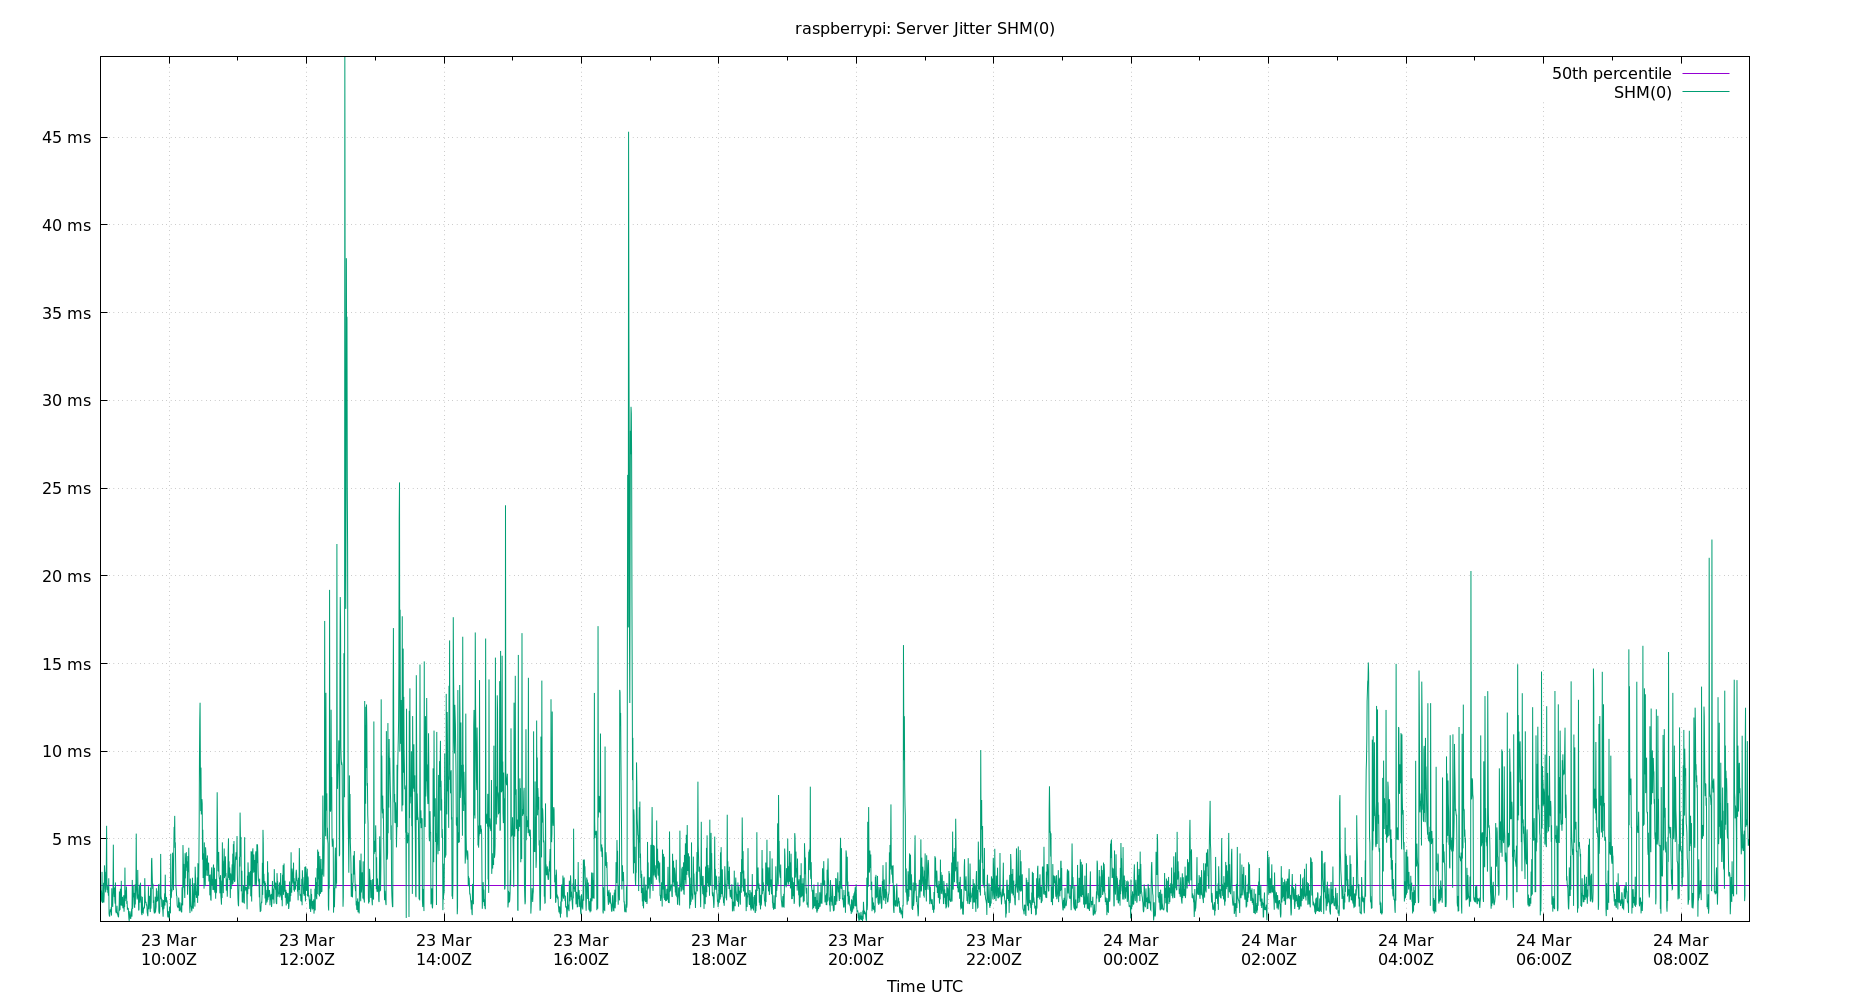 raspberrypi: Server Jitter SHM(0)
50th percentile
SHM(0)
45 ms
40 ms
35 ms
30 ms
25 ms
20 ms
15 ms
10 ms
5 ms
23 Mar 23 Mar 23 Mar 23 Mar 23 Mar 23 Mar 23 Mar 24 Mar 24 Mar 24 Mar 24 Mar 24 Mar
10:00Z 12:00Z 14:00Z 16:00Z 18:00Z 20:00Z 22:00Z 00:00Z 02:00Z 04:00Z 06:00Z 08:00Z
Time UTC